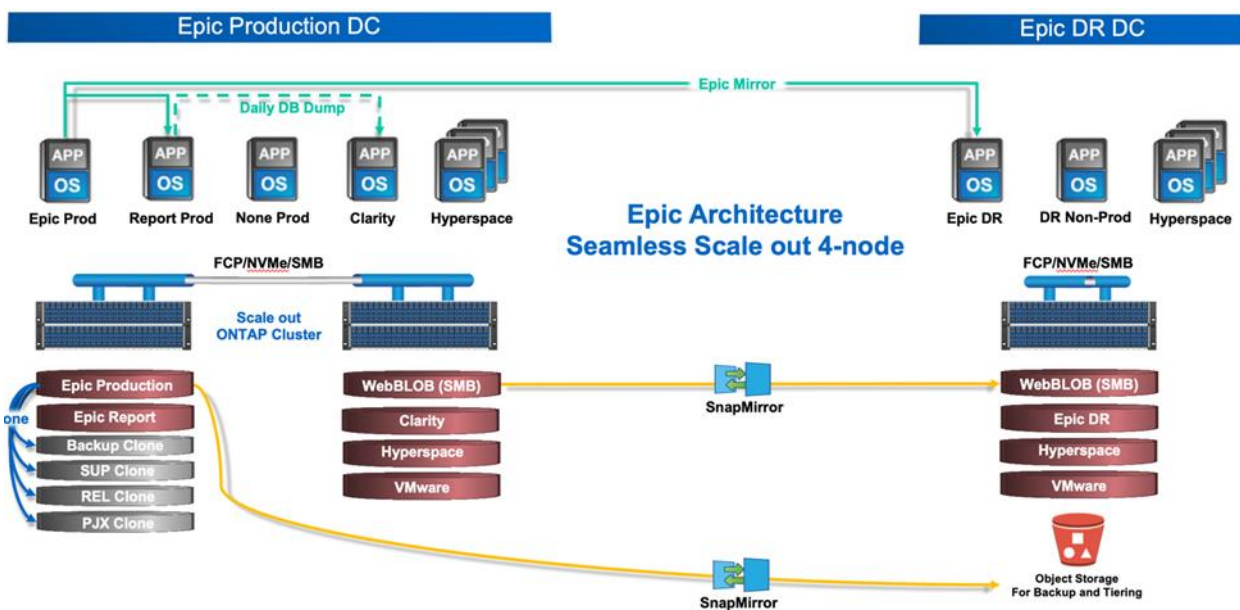 Epic Production DC
Epic DR DC
Epic Mirror
Daily DB Dump
APP
OS
APP
OS
APP
OS
APP
OS
APP
OS
APP
OS
APP
OS
APP
OS
Epic Prod
Report Prod
None Prod
Clarity
Hyperspace
Epic DR
DR Non-Prod
Hyperspace
Epic Architecture
Seamless Scale out 4-node
FCP/NVMe/SMB
FCP/NVMe/SMB
Scale out
ONTAP Cluster
Epic Production
Epic Report
Backup Clone
SUP Clone
REL Clone
PJX Clone
one
WebBLOB (SMB)
Clarity
Hyperspace
VMware
SnapMirror
WebBLOB (SMB)
Epic DR
Hyperspace
VMware
SnapMirror
Object Storage
For Backup and Tiering